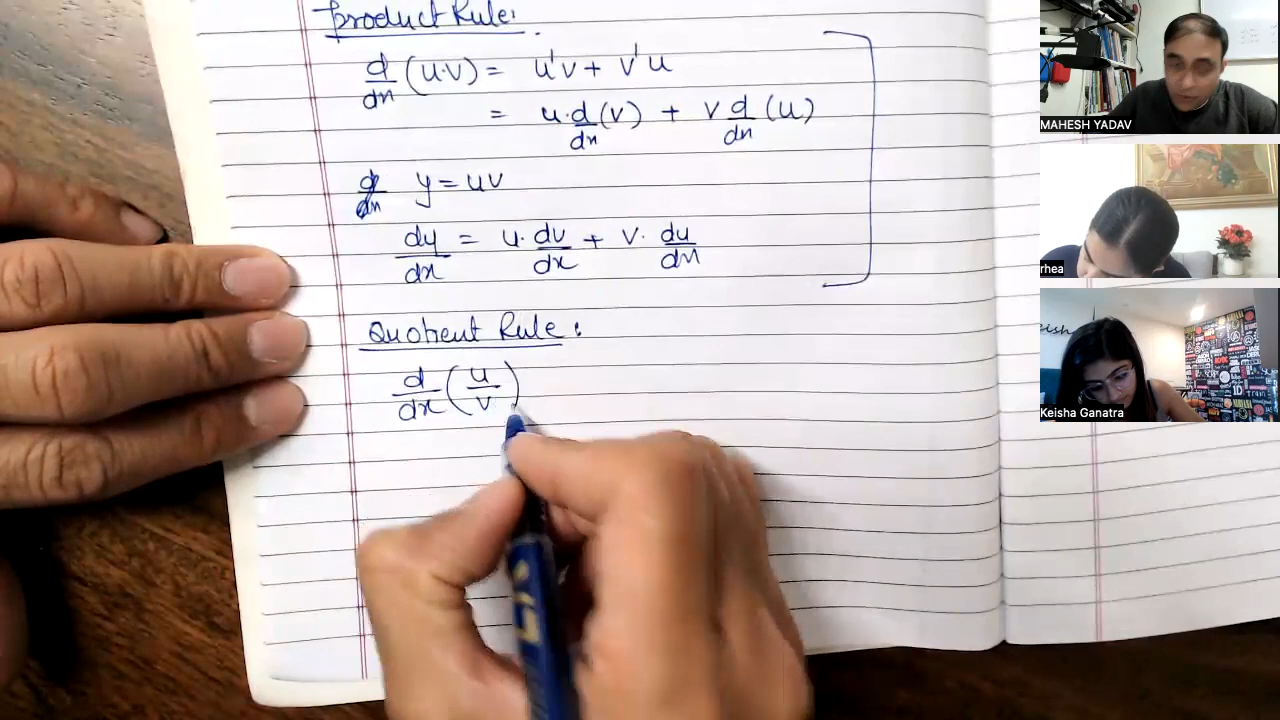 Product Rule:
d/dx (u·v) = u'v + v'u
= u·d/dx (v) + v d/dx (u)
d/dx y = uv
dy/dx = u· dv/dx + v· du/dx
Quotient Rule:
d/dx (u/v)
MAHESH YADAV
rhea
Keisha Ganatra